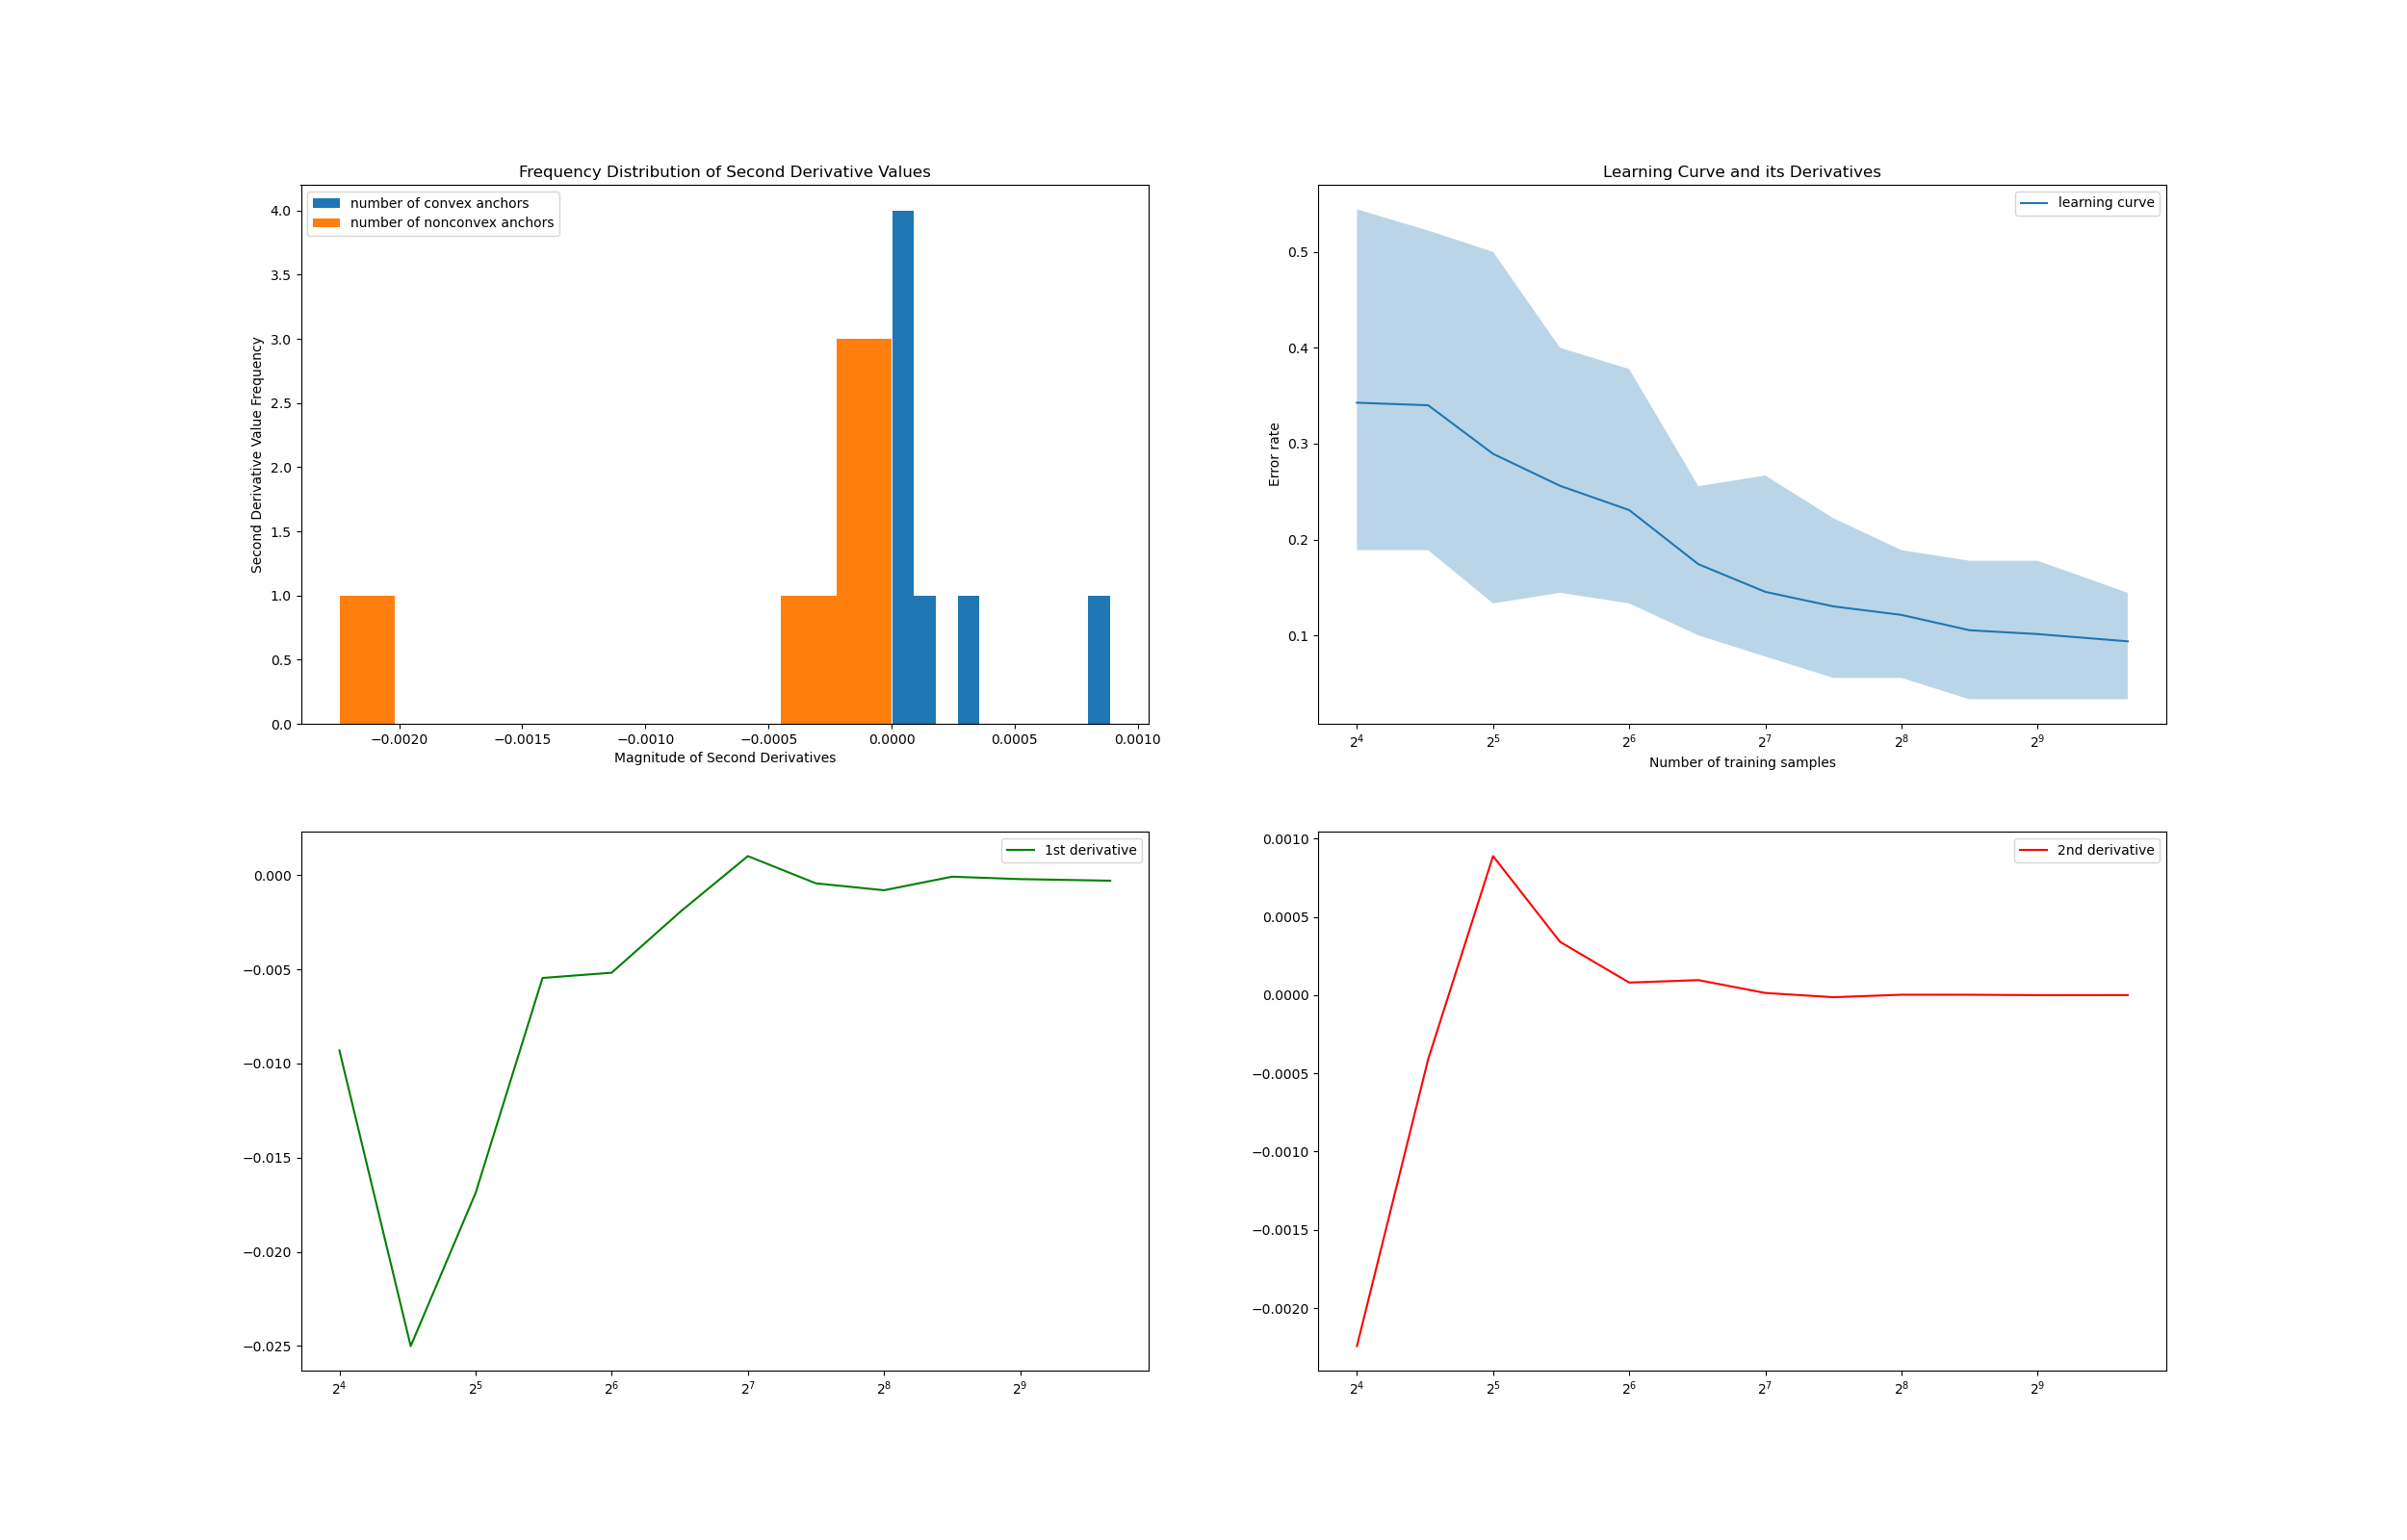 Frequency Distribution of Second Derivative Values
number of convex anchors
number of nonconvex anchors
4.0
3.5
3.0
2.5
2.0
1.5
1.0
0.5
0.0
Second Derivative Value Frequency
−0.0020 −0.0015 −0.0010 −0.0005 0.0000 0.0005 0.0010
Magnitude of Second Derivatives
Learning Curve and its Derivatives
learning curve
0.5
0.4
0.3
0.2
0.1
Error rate
2⁴ 2⁵ 2⁶ 2⁷ 2⁸ 2⁹
Number of training samples
1st derivative
0.000
−0.005
−0.010
−0.015
−0.020
−0.025
2⁴ 2⁵ 2⁶ 2⁷ 2⁸ 2⁹
2nd derivative
0.0010
0.0005
0.0000
−0.0005
−0.0010
−0.0015
−0.0020
2⁴ 2⁵ 2⁶ 2⁷ 2⁸ 2⁹